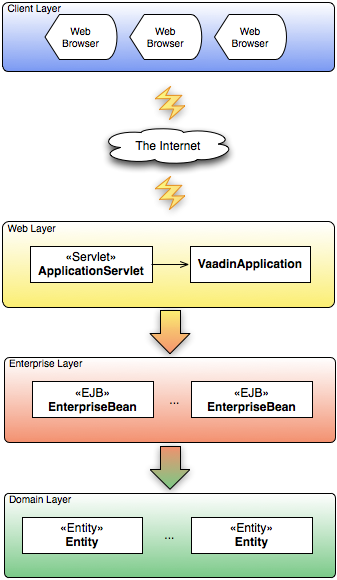 Client Layer
Web
Browser
Web
Browser
Web
Browser
The Internet
Web Layer
«Servlet»
ApplicationServlet
VaadinApplication
Enterprise Layer
«EJB»
EnterpriseBean
...
«EJB»
EnterpriseBean
Domain Layer
«Entity»
Entity
...
«Entity»
Entity